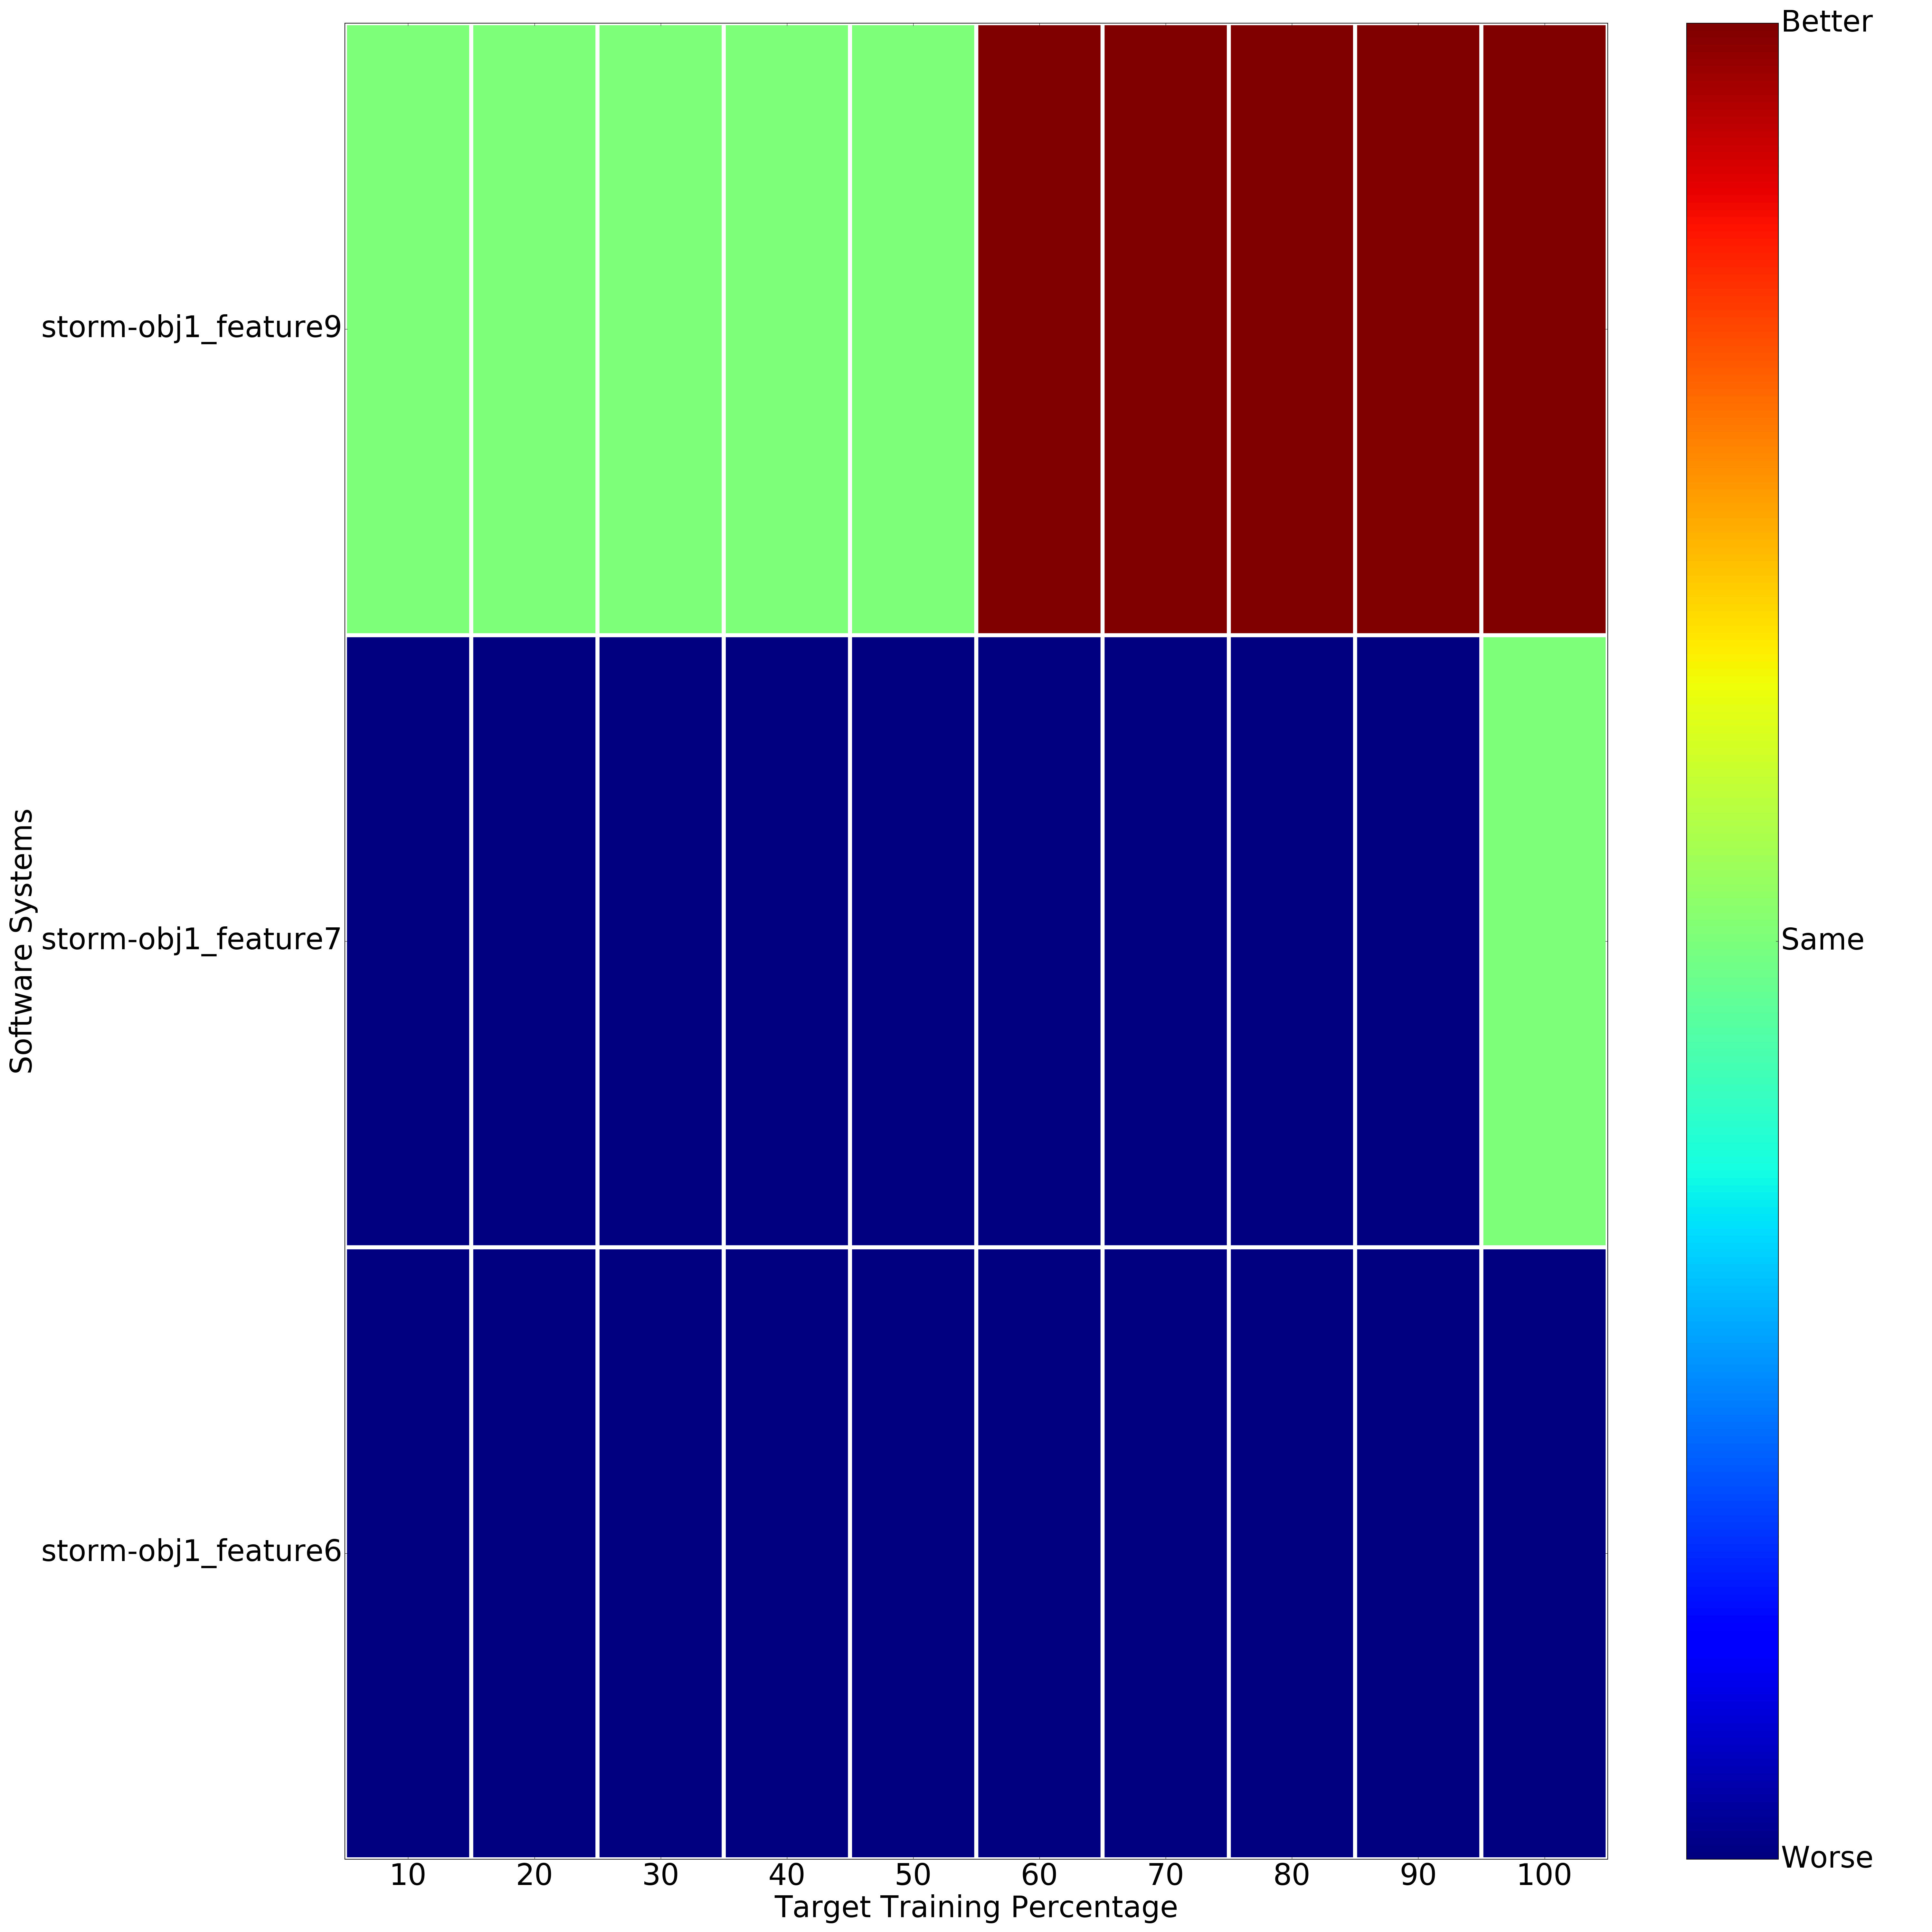 Better
storm-obj1_feature9
Software Systems
storm-obj1_feature7
Same
storm-obj1_feature6
Worse
10 20 30 40 50 60 70 80 90 100
Target Training Percentage